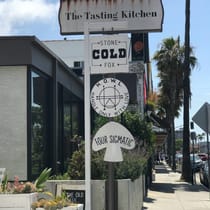 The Tasting Kitchen
STONE
COLD
FOX
FOUR SIGMATIC